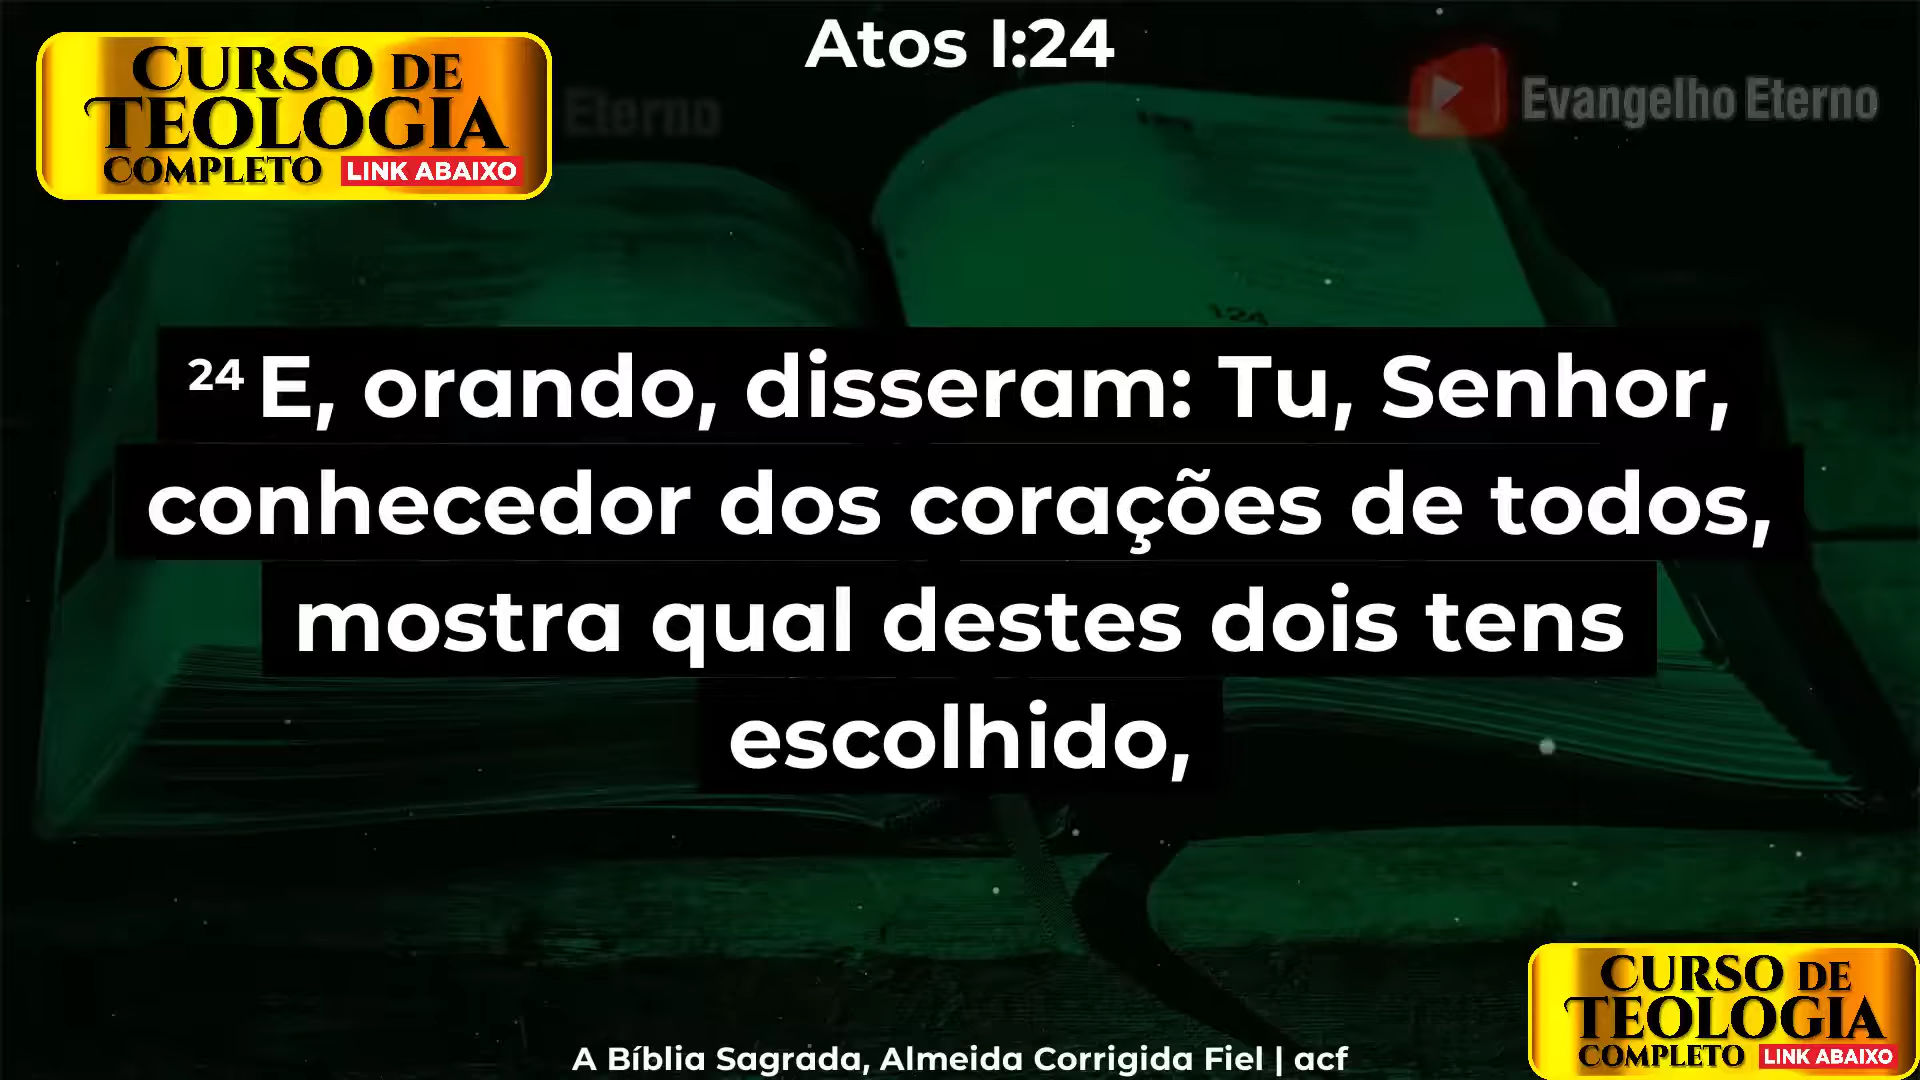 Atos I:24
CURSO DE
TEOLOGIA
COMPLETO LINK ABAIXO
Eterno
Evangelho Eterno
24 E, orando, disseram: Tu, Senhor,
conhecedor dos corações de todos,
mostra qual destes dois tens
escolhido,
CURSO DE
TEOLOGIA
COMPLETO LINK ABAIXO
A Bíblia Sagrada, Almeida Corrigida Fiel | acf